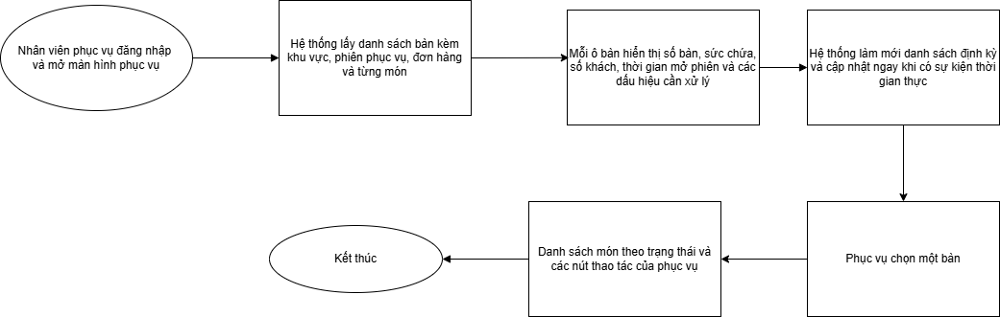 Nhân viên phục vụ đăng nhập
và mở màn hình phục vụ
Hệ thống lấy danh sách bàn kèm
khu vực, phiên phục vụ, đơn hàng
và từng món
Mỗi ô bàn hiển thị số bàn, sức chứa,
số khách, thời gian mở phiên và các
dấu hiệu cần xử lý
Hệ thống làm mới danh sách định kỳ
và cập nhật ngay khi có sự kiện thời
gian thực
Phục vụ chọn một bàn
Danh sách món theo trạng thái và
các nút thao tác của phục vụ
Kết thúc